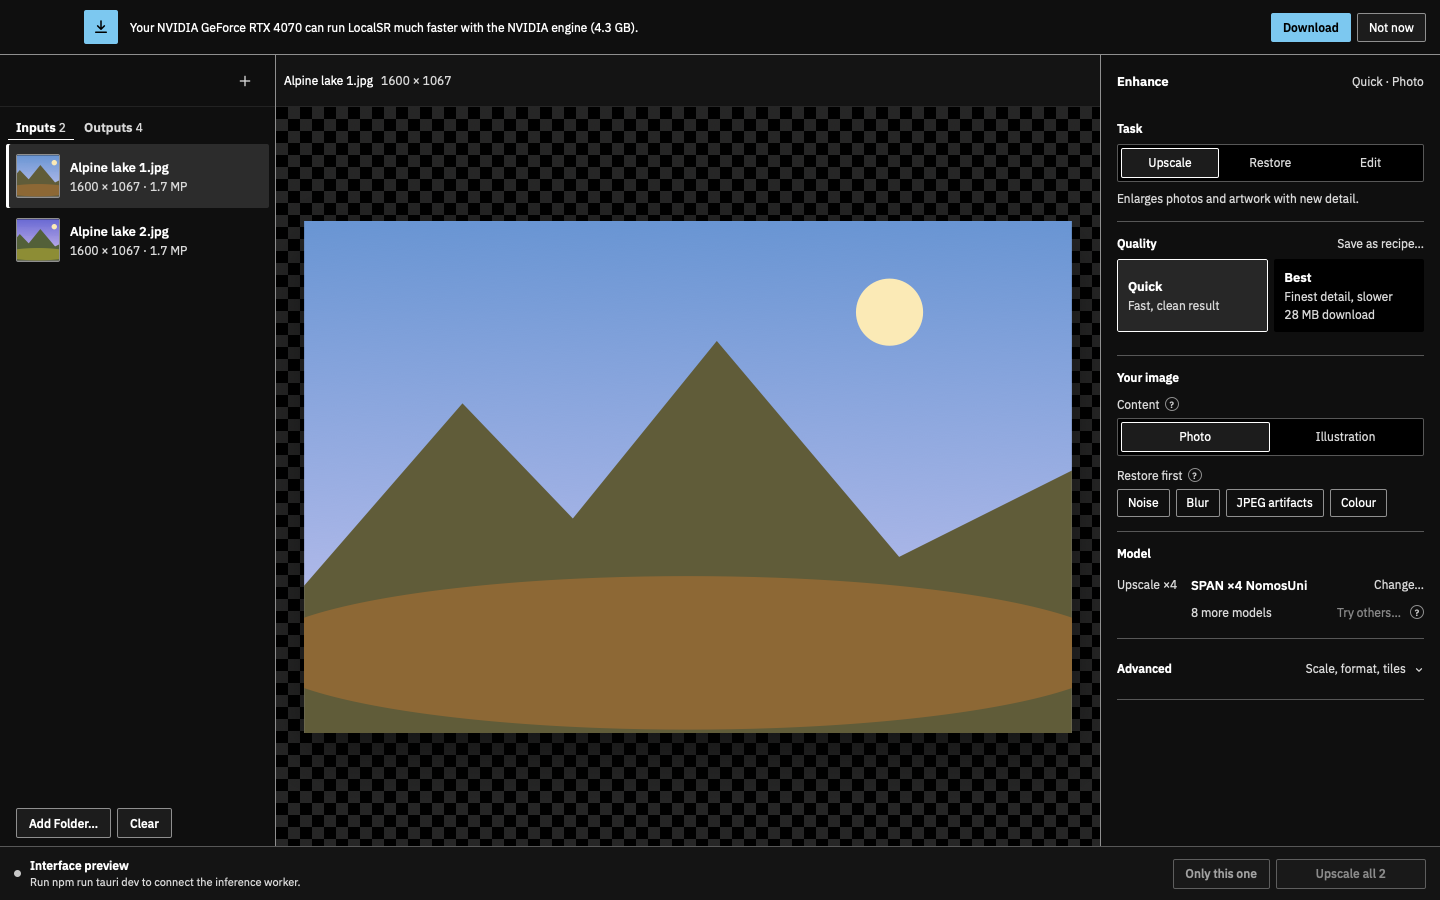 Your NVIDIA GeForce RTX 4070 can run LocalSR much faster with the NVIDIA engine (4.3 GB).
Download
Not now
Alpine lake 1.jpg 1600 × 1067
Inputs 2
Outputs 4
Alpine lake 1.jpg
1600 × 1067 · 1.7 MP
Alpine lake 2.jpg
1600 × 1067 · 1.7 MP
Add Folder...
Clear
Enhance
Quick · Photo
Task
Upscale
Restore
Edit
Enlarges photos and artwork with new detail.
Quality
Save as recipe...
Quick
Fast, clean result
Best
Finest detail, slower
28 MB download
Your image
Content ?
Photo
Illustration
Restore first ?
Noise
Blur
JPEG artifacts
Colour
Model
Upscale ×4 SPAN ×4 NomosUni Change...
8 more models Try others... ?
Advanced Scale, format, tiles
Interface preview
Run npm run tauri dev to connect the inference worker.
Only this one
Upscale all 2